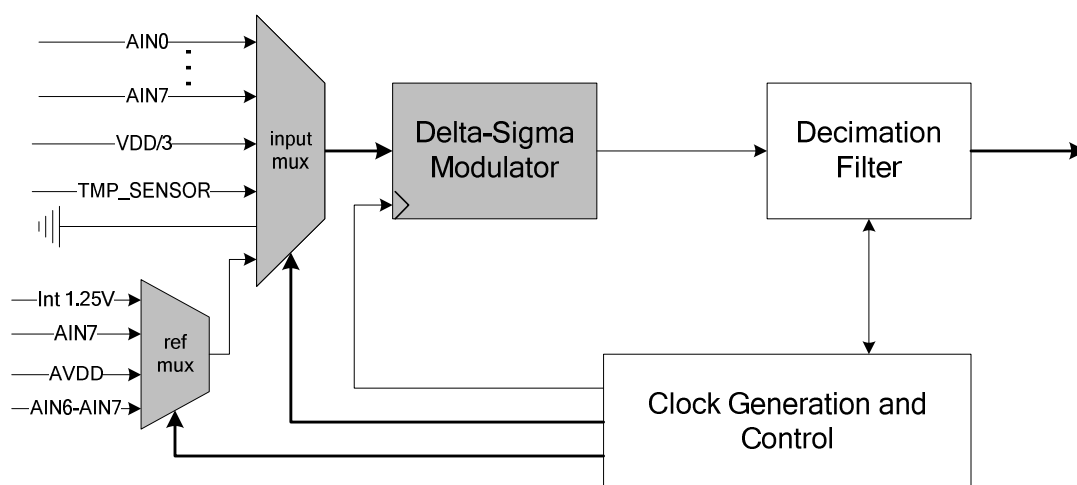 AIN0
AIN7
VDD/3
TMP_SENSOR
input
mux
Delta-Sigma
Modulator
Decimation
Filter
Int 1.25V
AIN7
AVDD
AIN6-AIN7
ref
mux
Clock Generation and
Control